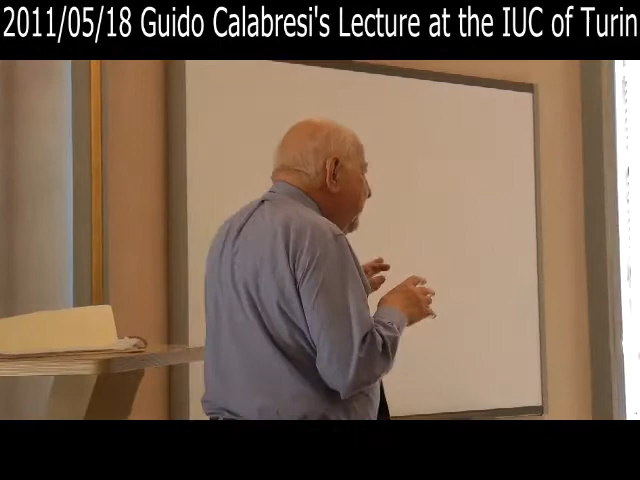 2011/05/18 Guido Calabresi's Lecture at the IUC of Turin